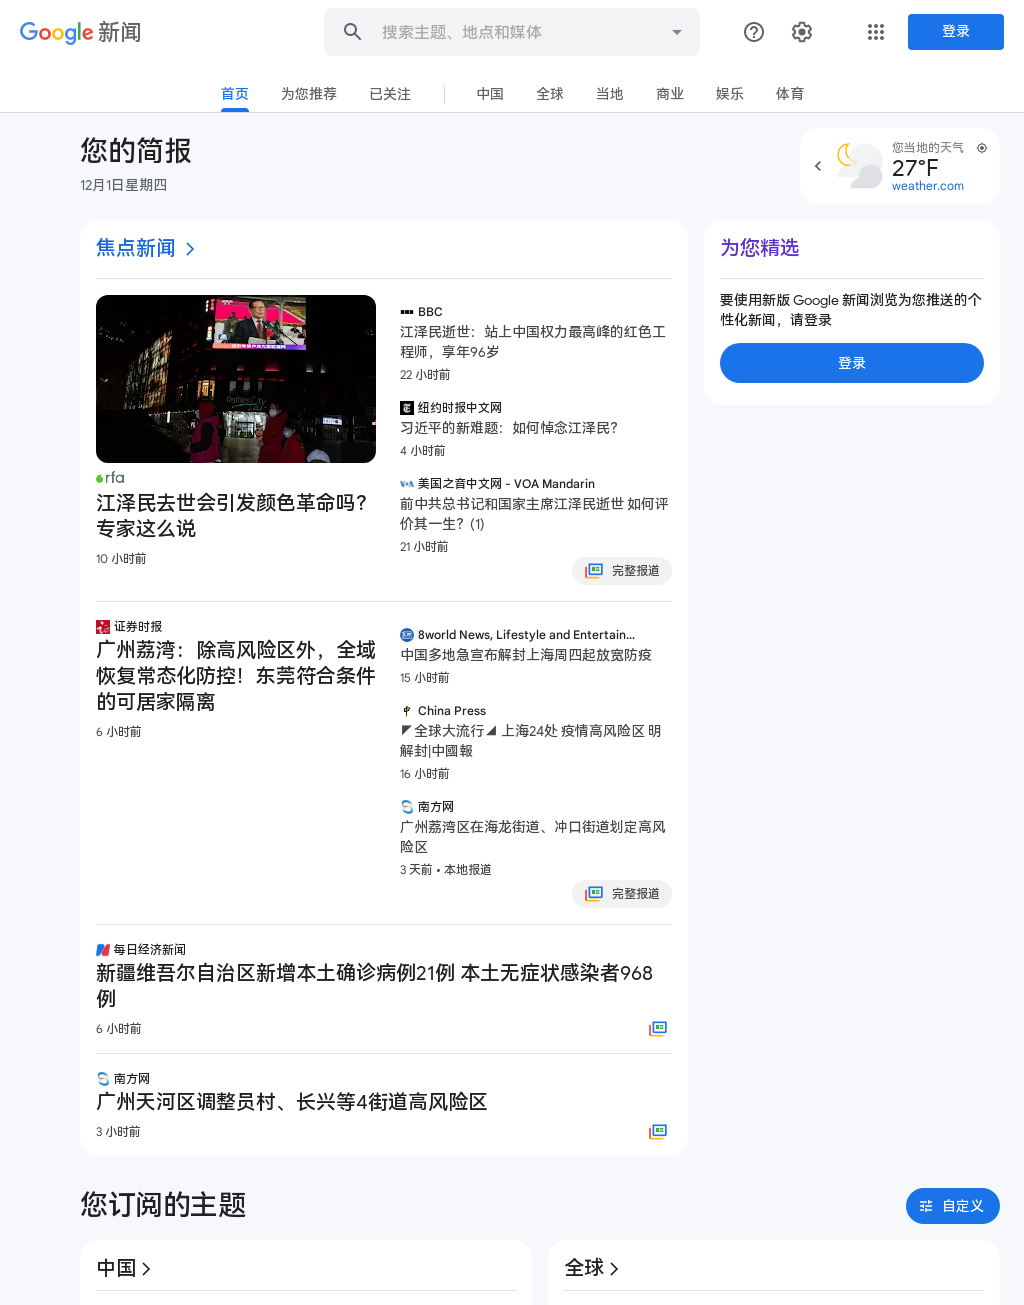 Google 新闻
搜索主题、地点和媒体
登录
首页
为您推荐
已关注
中国
全球
当地
商业
娱乐
体育
您的简报
12月1日星期四
您当地的天气
27°F
weather.com
焦点新闻
Raffles City
rfa
江泽民去世会引发颜色革命吗？
专家这么说
10 小时前
BBC
江泽民逝世：站上中国权力最高峰的红色工
程师，享年96岁
22 小时前
纽约时报中文网
习近平的新难题：如何悼念江泽民？
4 小时前
VOA 美国之音中文网 - VOA Mandarin
前中共总书记和国家主席江泽民逝世 如何评
价其一生？(1)
21 小时前
完整报道
为您精选
要使用新版 Google 新闻浏览为您推送的个
性化新闻，请登录
登录
证券时报
广州荔湾：除高风险区外，全域
恢复常态化防控！东莞符合条件
的可居家隔离
6 小时前
8world News, Lifestyle and Entertain...
中国多地急宣布解封上海周四起放宽防疫
15 小时前
China Press
◤全球大流行◢ 上海24处 疫情高风险区 明
解封|中國報
16 小时前
南方网
广州荔湾区在海龙街道、冲口街道划定高风
险区
3 天前 • 本地报道
完整报道
每日经济新闻
新疆维吾尔自治区新增本土确诊病例21例 本土无症状感染者968
例
6 小时前
南方网
广州天河区调整员村、长兴等4街道高风险区
3 小时前
您订阅的主题
自定义
中国
全球